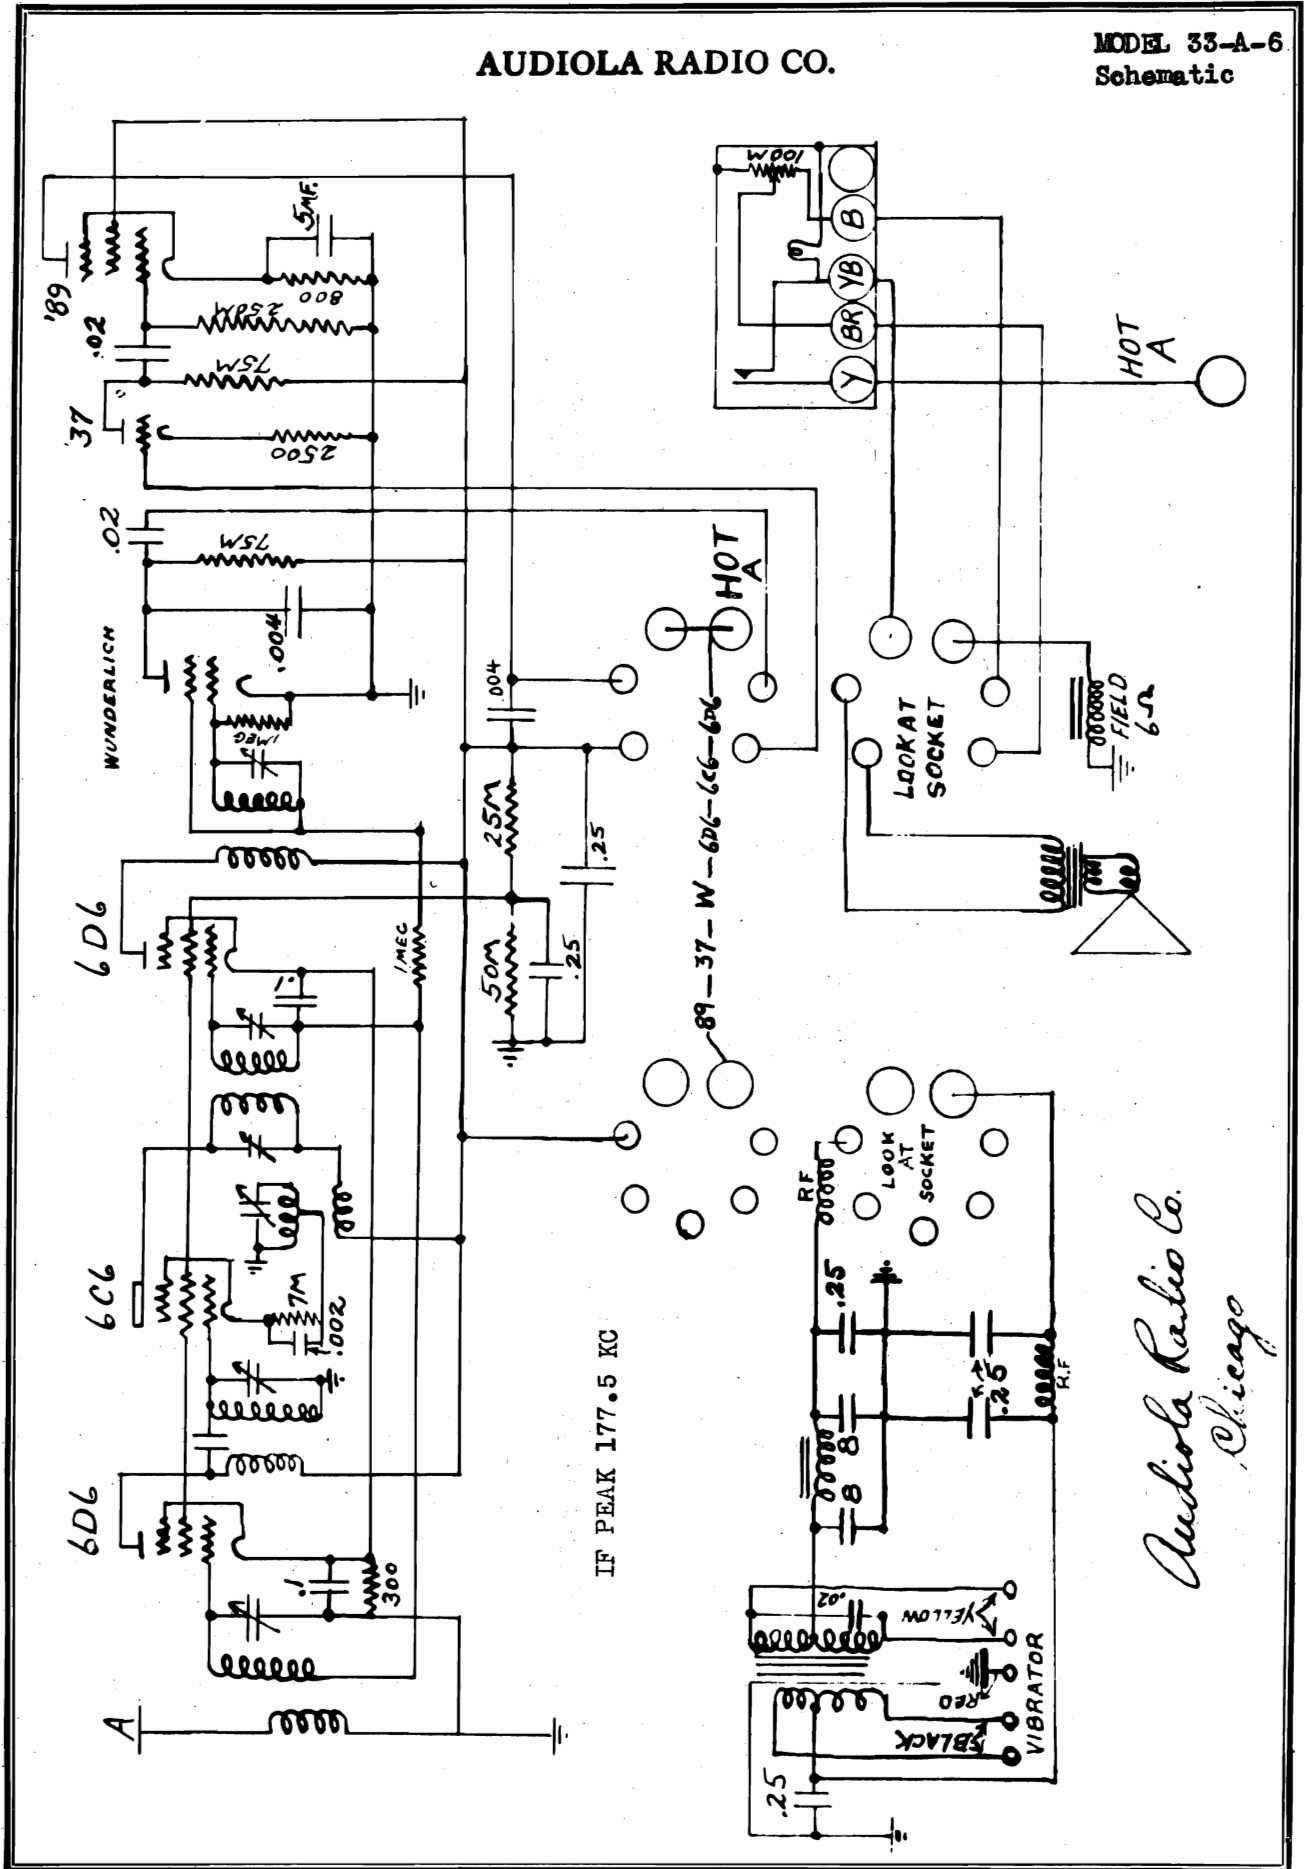 AUDIOLA RADIO CO.
MODEL 33-A-6
Schematic
'89
.02
'37
.02
WUNDERLICH
6D6
6C6
6D6
A
5MF.
800
250M
75M
2500
75M
.004
1MEG
1MEG
.1
7M
.002
.1
300
.004
25M
.25
50M
.25
HOT
A
89-37-W-6D6-6C6-6D6
IF PEAK 177.5 KC
100M
B
YB
BR
Y
HOT
A
LOOKAT
SOCKET
FIELD
6Ω
RF
LOOK
AT
SOCKET
.25
8
8
.25
R.F
.02
YELLOW
RED
BLACK
VIBRATOR
.25
Audiola Radio Co.
Chicago